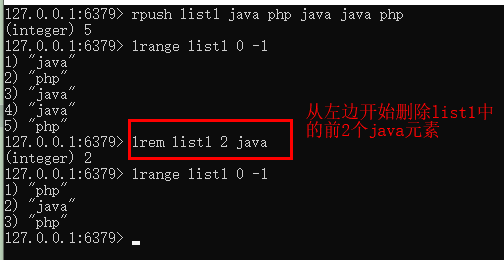 127.0.0.1:6379> rpush list1 java php java java php
(integer) 5
127.0.0.1:6379> lrange list1 0 -1
1) "java"
2) "php"
3) "java"
4) "java"
5) "php"
127.0.0.1:6379> lrem list1 2 java
(integer) 2
127.0.0.1:6379> lrange list1 0 -1
1) "php"
2) "java"
3) "php"
127.0.0.1:6379>
从左边开始删除list1中
的前2个java元素